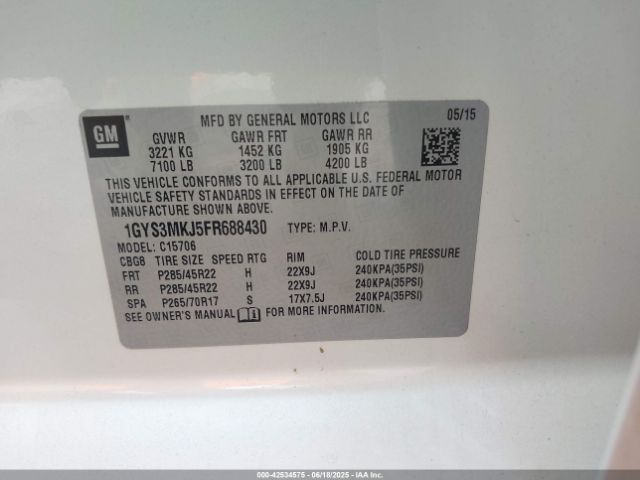 GM
MFD BY GENERAL MOTORS LLC 05/15
GVWR GAWR FRT GAWR RR
3221 KG 1452 KG 1905 KG
7100 LB 3200 LB 4200 LB
THIS VEHICLE CONFORMS TO ALL APPLICABLE U.S. FEDERAL MOTOR
VEHICLE SAFETY STANDARDS IN EFFECT ON THE DATE OF
MANUFACTURE SHOWN ABOVE.
1GYS3MKJ5FR688430 TYPE: M.P.V.
MODEL: C15706
CBG8 TIRE SIZE SPEED RTG RIM COLD TIRE PRESSURE
FRT P285/45R22 H 22X9J 240KPA(35PSI)
RR P285/45R22 H 22X9J 240KPA(35PSI)
SPA P265/70R17 S 17X7.5J 240KPA(35PSI)
SEE OWNER'S MANUAL FOR MORE INFORMATION.
000-42534575 - 06/18/2025 - IAA Inc.